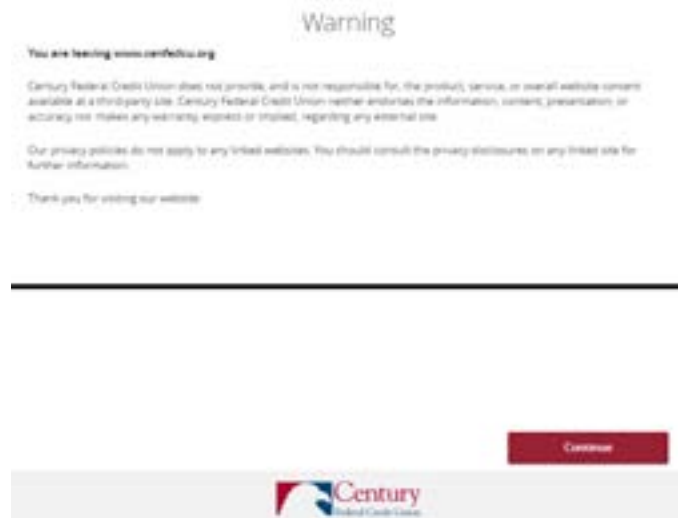 Warning
You are leaving www.cenfedcu.org
Century Federal Credit Union does not provide, and is not responsible for, the product, service, or overall website content
available at a third-party site. Century Federal Credit Union neither endorses the information, content, presentation, or
accuracy nor makes any warranty, express or implied, regarding any external site.
Our privacy policies do not apply to any linked websites. You should consult the privacy disclosures on any linked site for
further information.
Thank you for visiting our website
Continue
Century
Federal Credit Union